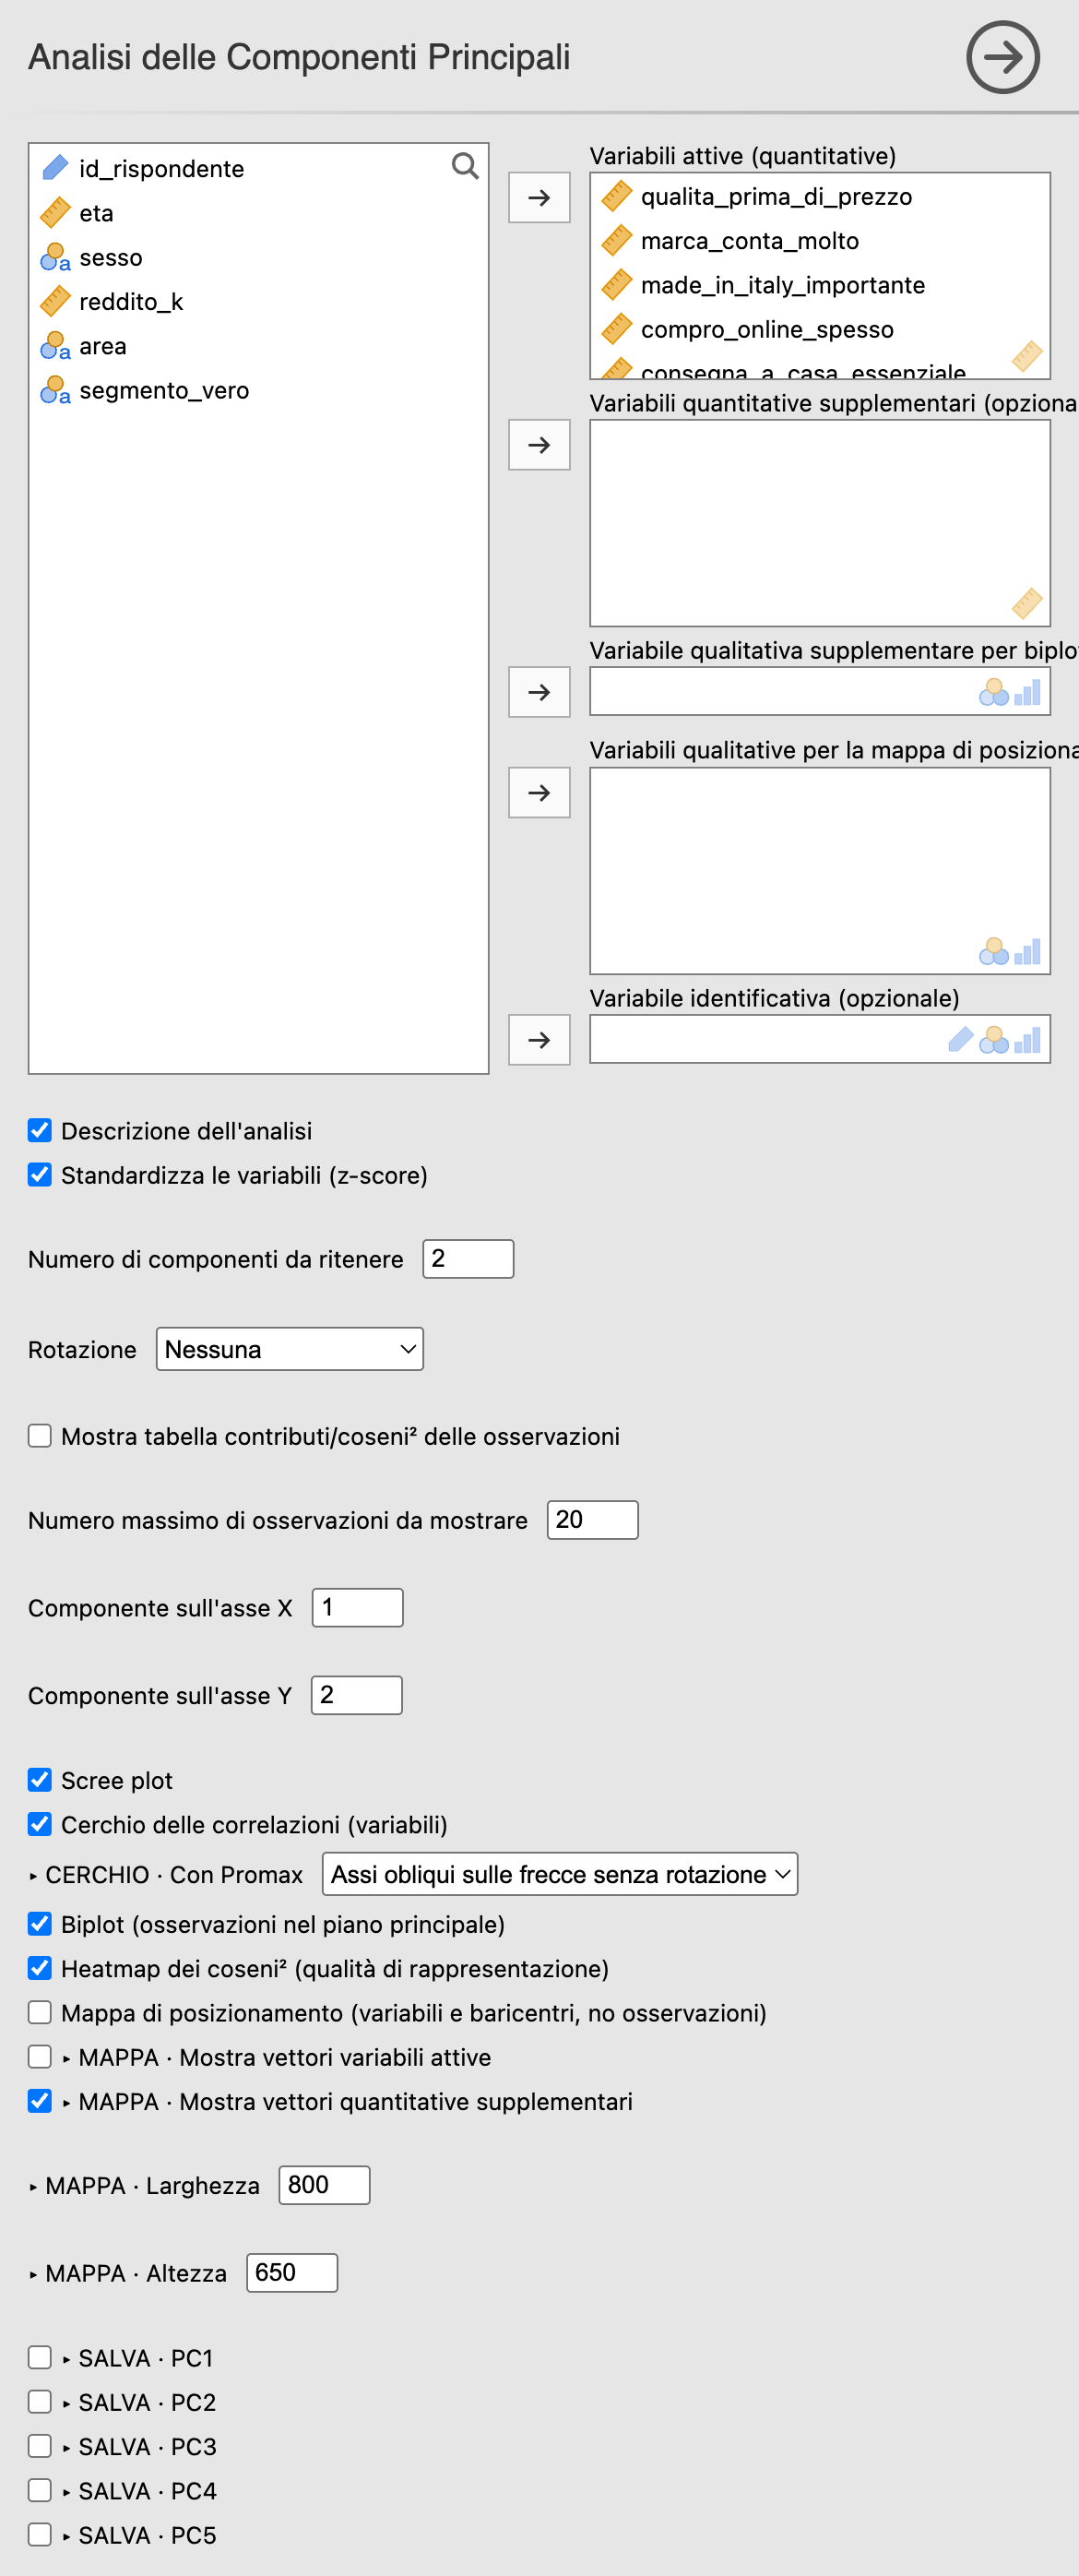 Analisi delle Componenti Principali
id_rispondente
eta
sesso
reddito_k
area
segmento_vero
Variabili attive (quantitative)
qualita_prima_di_prezzo
marca_conta_molto
made_in_italy_importante
compro_online_spesso
consegna_a_casa_essenziale
Variabili quantitative supplementari (opziona
Variabile qualitativa supplementare per biplo
Variabili qualitative per la mappa di posiziona
Variabile identificativa (opzionale)
Descrizione dell'analisi
Standardizza le variabili (z-score)
Numero di componenti da ritenere 2
Rotazione Nessuna
Mostra tabella contributi/coseni² delle osservazioni
Numero massimo di osservazioni da mostrare 20
Componente sull'asse X 1
Componente sull'asse Y 2
Scree plot
Cerchio delle correlazioni (variabili)
▸ CERCHIO · Con Promax Assi obliqui sulle frecce senza rotazione
Biplot (osservazioni nel piano principale)
Heatmap dei coseni² (qualità di rappresentazione)
Mappa di posizionamento (variabili e baricentri, no osservazioni)
▸ MAPPA · Mostra vettori variabili attive
▸ MAPPA · Mostra vettori quantitative supplementari
▸ MAPPA · Larghezza 800
▸ MAPPA · Altezza 650
▸ SALVA · PC1
▸ SALVA · PC2
▸ SALVA · PC3
▸ SALVA · PC4
▸ SALVA · PC5